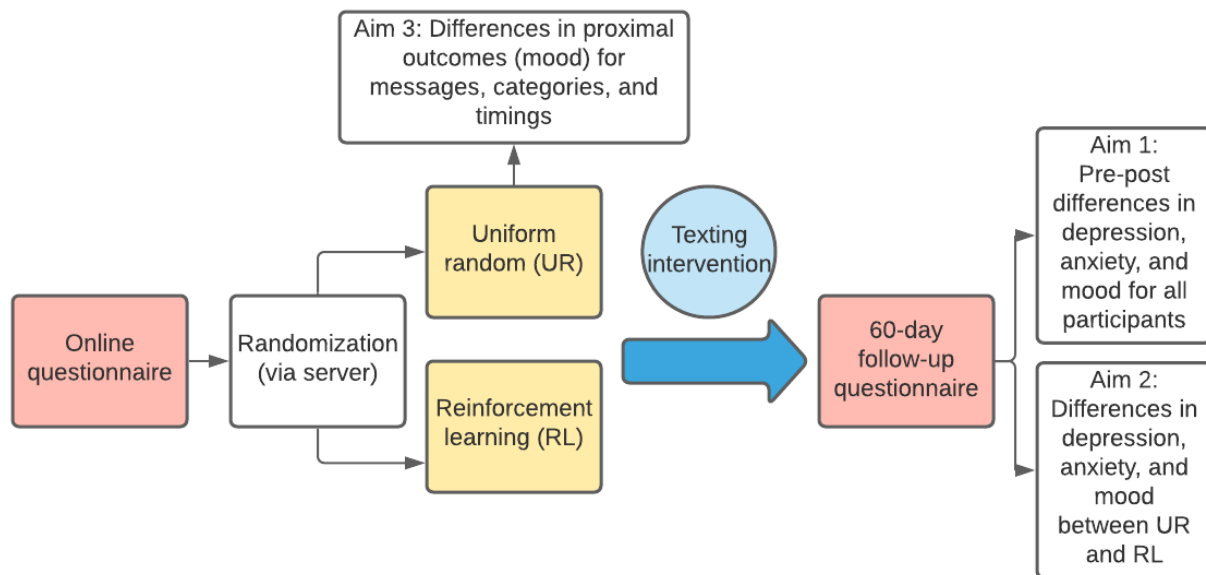 Aim 3: Differences in proximal
outcomes (mood) for
messages, categories, and
timings
Online
questionnaire
Randomization
(via server)
Uniform
random (UR)
Reinforcement
learning (RL)
Texting
intervention
60-day
follow-up
questionnaire
Aim 1:
Pre-post
differences in
depression,
anxiety, and
mood for all
participants
Aim 2:
Differences in
depression,
anxiety, and
mood
between UR
and RL